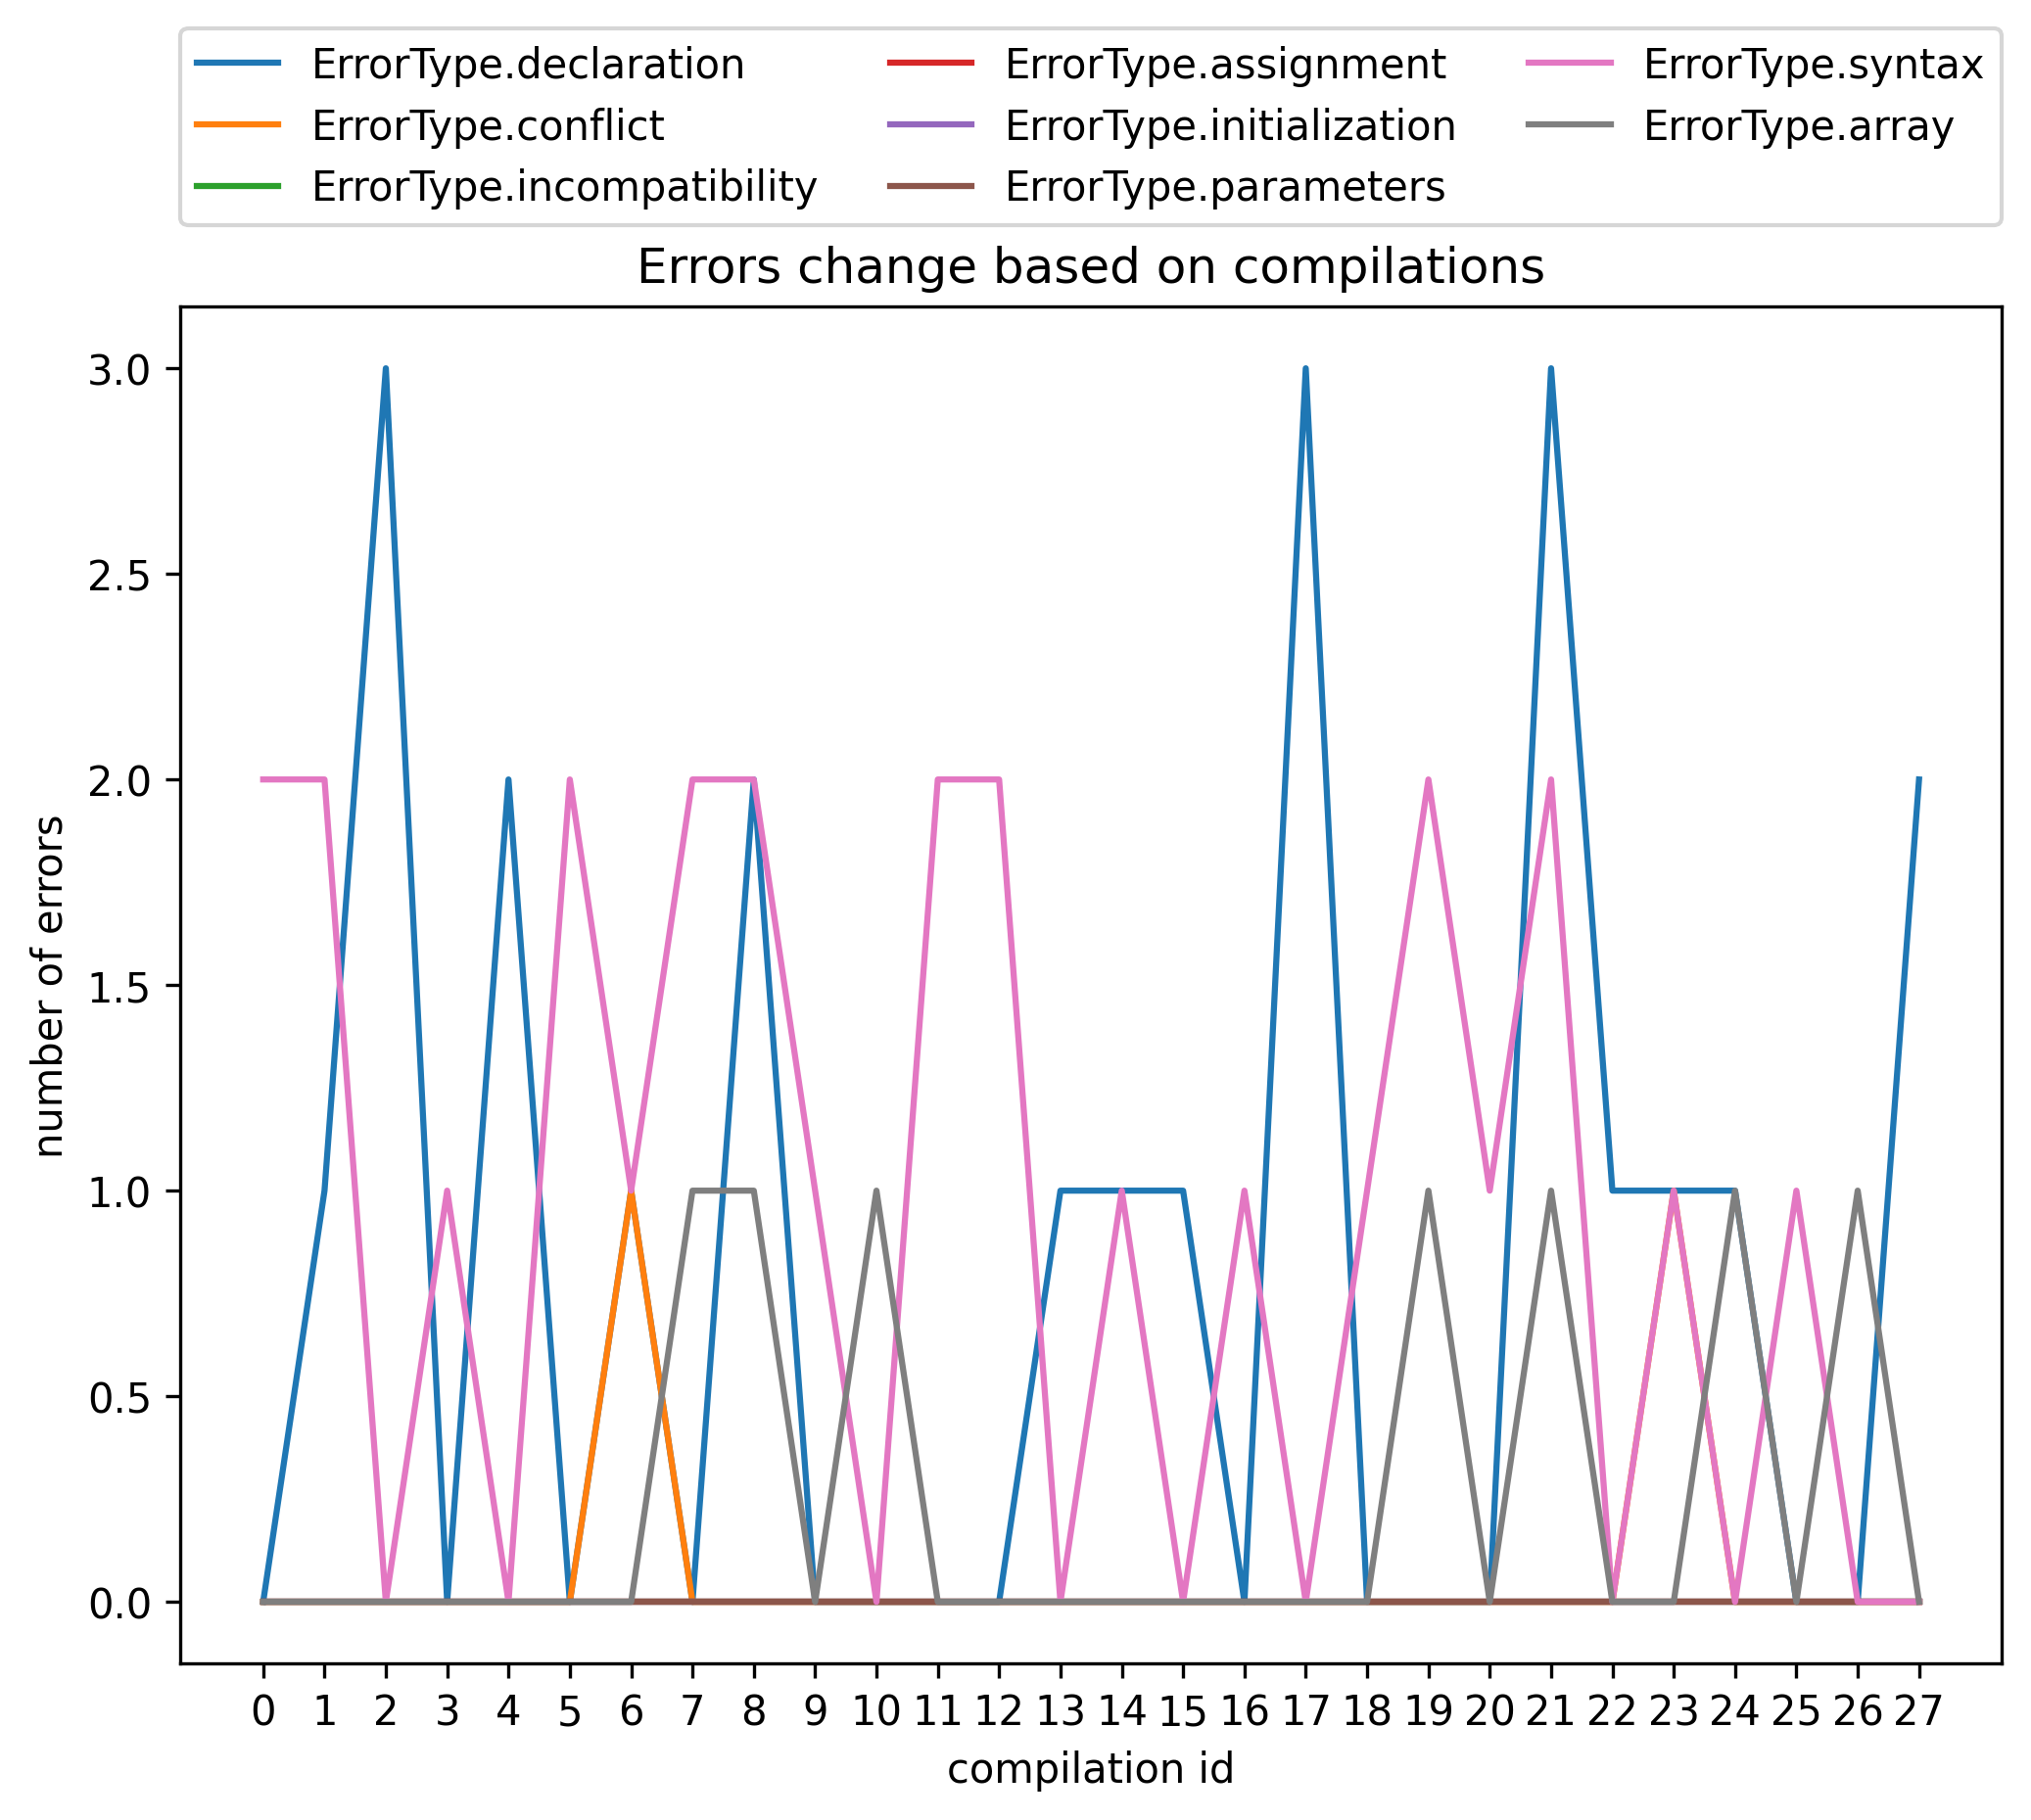 ErrorType.declaration ErrorType.assignment ErrorType.syntax
ErrorType.conflict ErrorType.initialization ErrorType.array
ErrorType.incompatibility ErrorType.parameters
Errors change based on compilations
3.0
2.5
2.0
1.5
1.0
0.5
0.0
number of errors
0 1 2 3 4 5 6 7 8 9 10 11 12 13 14 15 16 17 18 19 20 21 22 23 24 25 26 27
compilation id